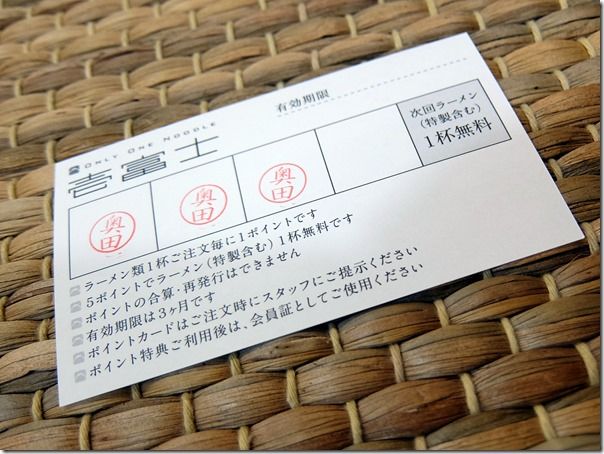 ONLY ONE NOODLE
壱富士
有効期限
奥田
奥田
奥田
次回ラーメン
(特製含む)
1杯無料
ラーメン類1杯ご注文毎に1ポイントです
5ポイントでラーメン(特製含む)1杯無料です
ポイントの合算・再発行はできません
有効期限は3ヶ月です
ポイントカードはご注文時にスタッフにご提示ください
ポイント特典ご利用後は、会員証としてご使用ください